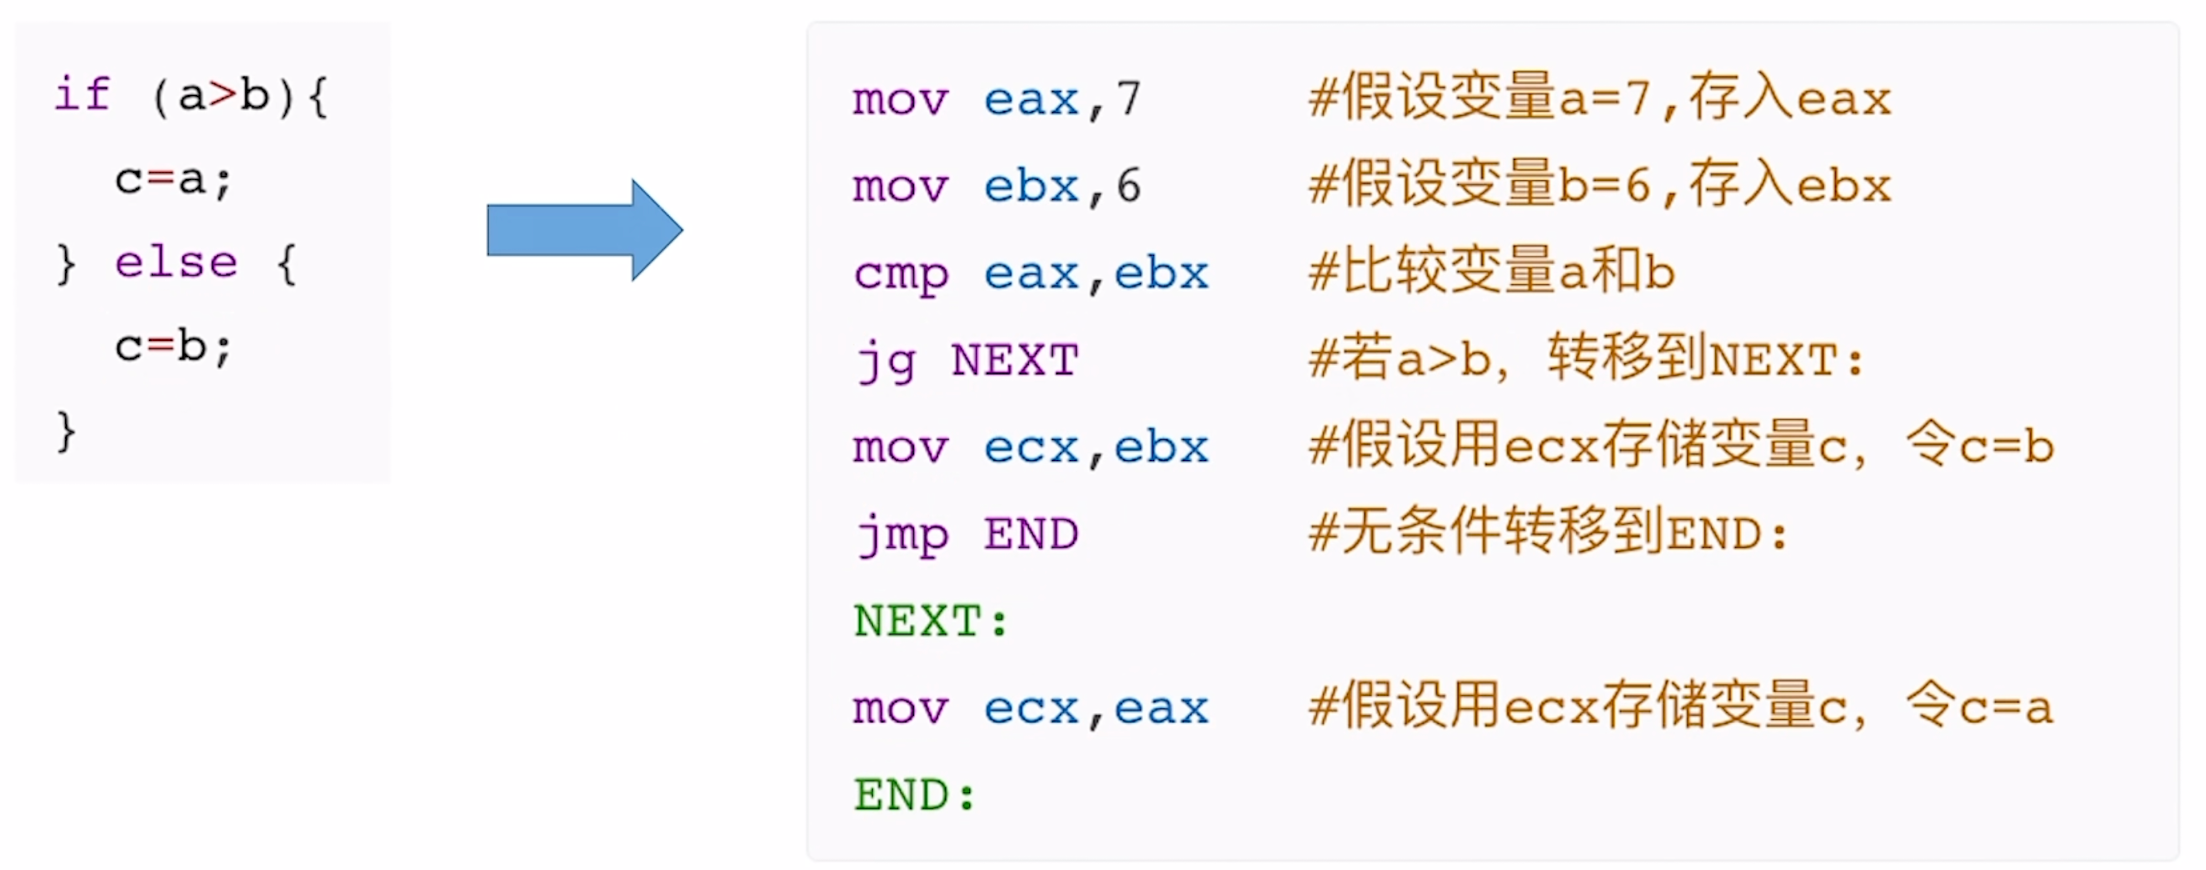 if (a>b){
  c=a;
} else {
  c=b;
}
mov eax,7 #假设变量a=7,存入eax
mov ebx,6 #假设变量b=6,存入ebx
cmp eax,ebx #比较变量a和b
jg NEXT #若a>b，转移到NEXT:
mov ecx,ebx #假设用ecx存储变量c，令c=b
jmp END #无条件转移到END:
NEXT:
mov ecx,eax #假设用ecx存储变量c，令c=a
END: